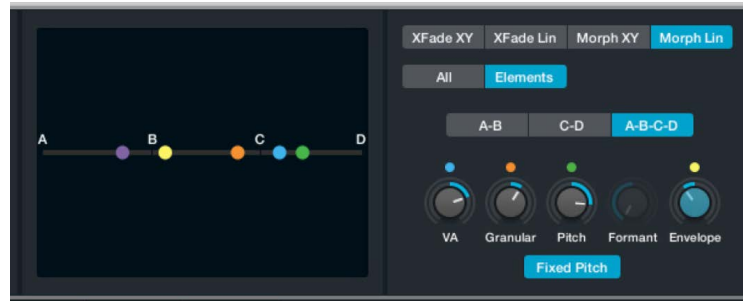 XFade XY XFade Lin Morph XY Morph Lin
All Elements
A-B C-D A-B-C-D
A B C D
VA Granular Pitch Formant Envelope
Fixed Pitch